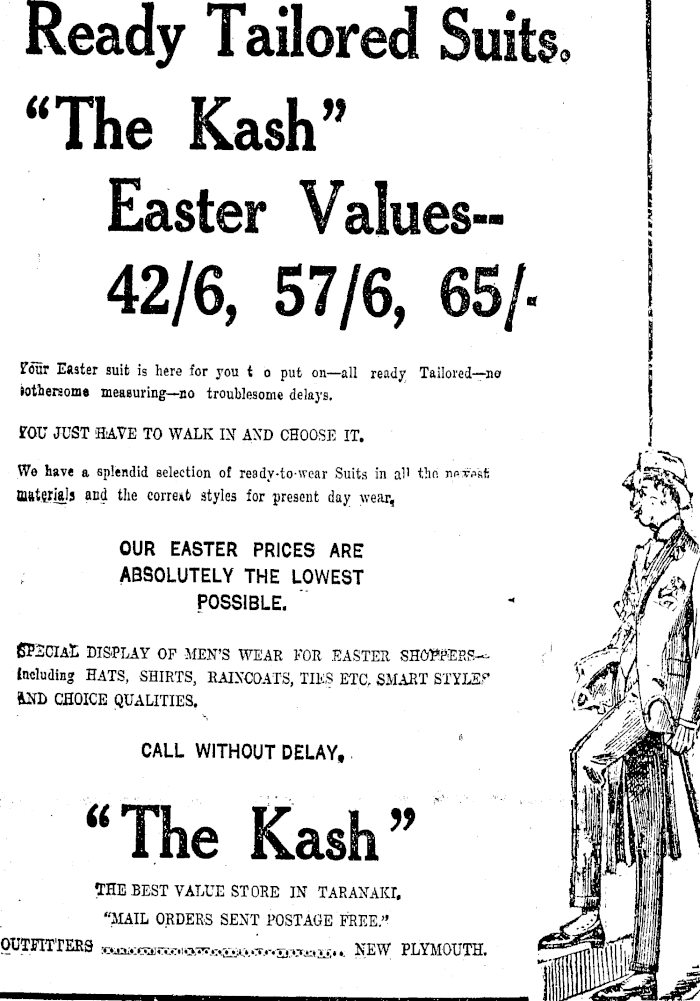 Ready Tailored Suits.
"The Kash"
Easter Values--
42/6, 57/6, 65/-
Your Easter suit is here for you t o put on—all ready Tailored—no
bothersome measuring—no troublesome delays.
YOU JUST HAVE TO WALK IN AND CHOOSE IT.
We have a splendid selection of ready-to-wear Suits in all the newest
materials and the correct styles for present day wear.
OUR EASTER PRICES ARE
ABSOLUTELY THE LOWEST
POSSIBLE.
SPECIAL DISPLAY OF MEN'S WEAR FOR EASTER SHOPPERS—
Including HATS, SHIRTS, RAINCOATS, TIES ETC. SMART STYLES
AND CHOICE QUALITIES.
CALL WITHOUT DELAY.
"The Kash"
THE BEST VALUE STORE IN TARANAKI.
"MAIL ORDERS SENT POSTAGE FREE."
OUTFITTERS ........................ NEW PLYMOUTH.